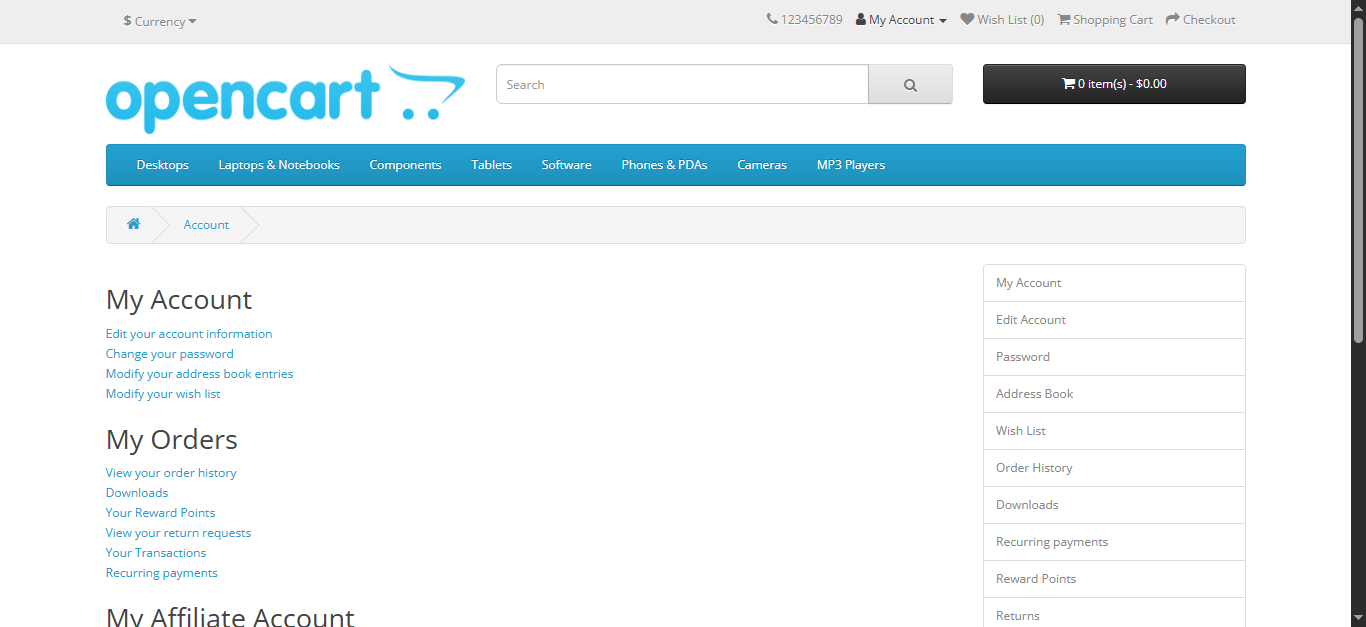 $ Currency
123456789 My Account Wish List (0) Shopping Cart Checkout
opencart
Search
0 item(s) - $0.00
Desktops Laptops & Notebooks Components Tablets Software Phones & PDAs Cameras MP3 Players
Account
My Account
Edit your account information
Change your password
Modify your address book entries
Modify your wish list
My Orders
View your order history
Downloads
Your Reward Points
View your return requests
Your Transactions
Recurring payments
My Affiliate Account
My Account
Edit Account
Password
Address Book
Wish List
Order History
Downloads
Recurring payments
Reward Points
Returns